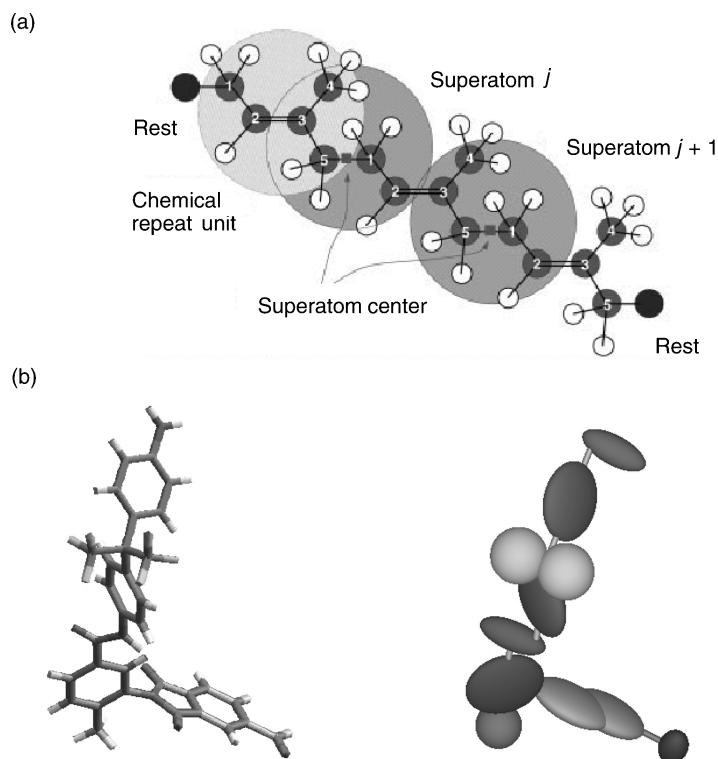 (a)
Superatom j
Rest
Superatom j + 1
Chemical
repeat unit
Superatom center
Rest
1
2
3
4
5
1
2
3
4
5
1
2
3
4
5
(b)